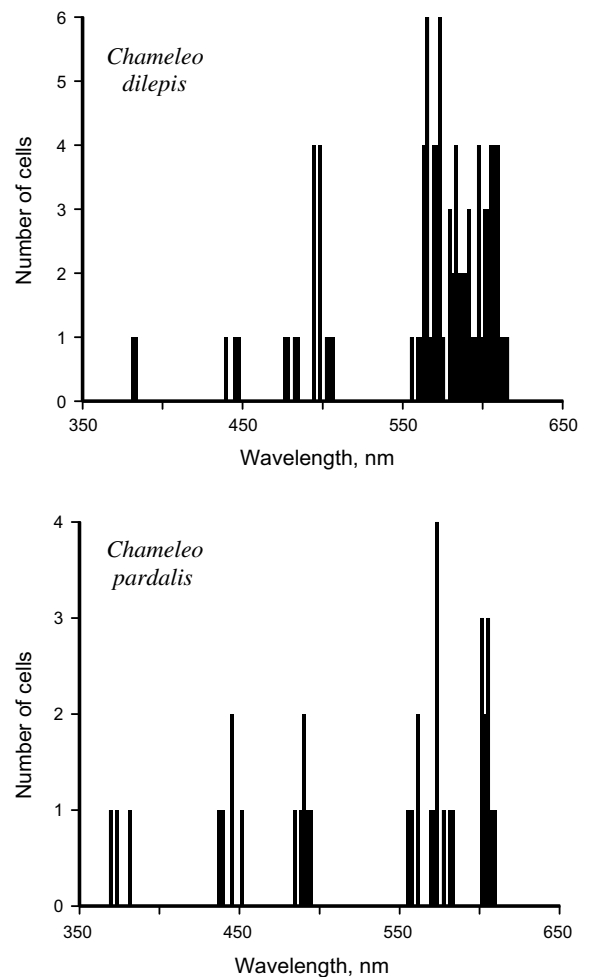 6
Chameleo
dilepis
5
4
3
2
1
0
Number of cells
350
450
550
650
Wavelength, nm
4
Chameleo
pardalis
3
2
1
0
Number of cells
350
450
550
650
Wavelength, nm